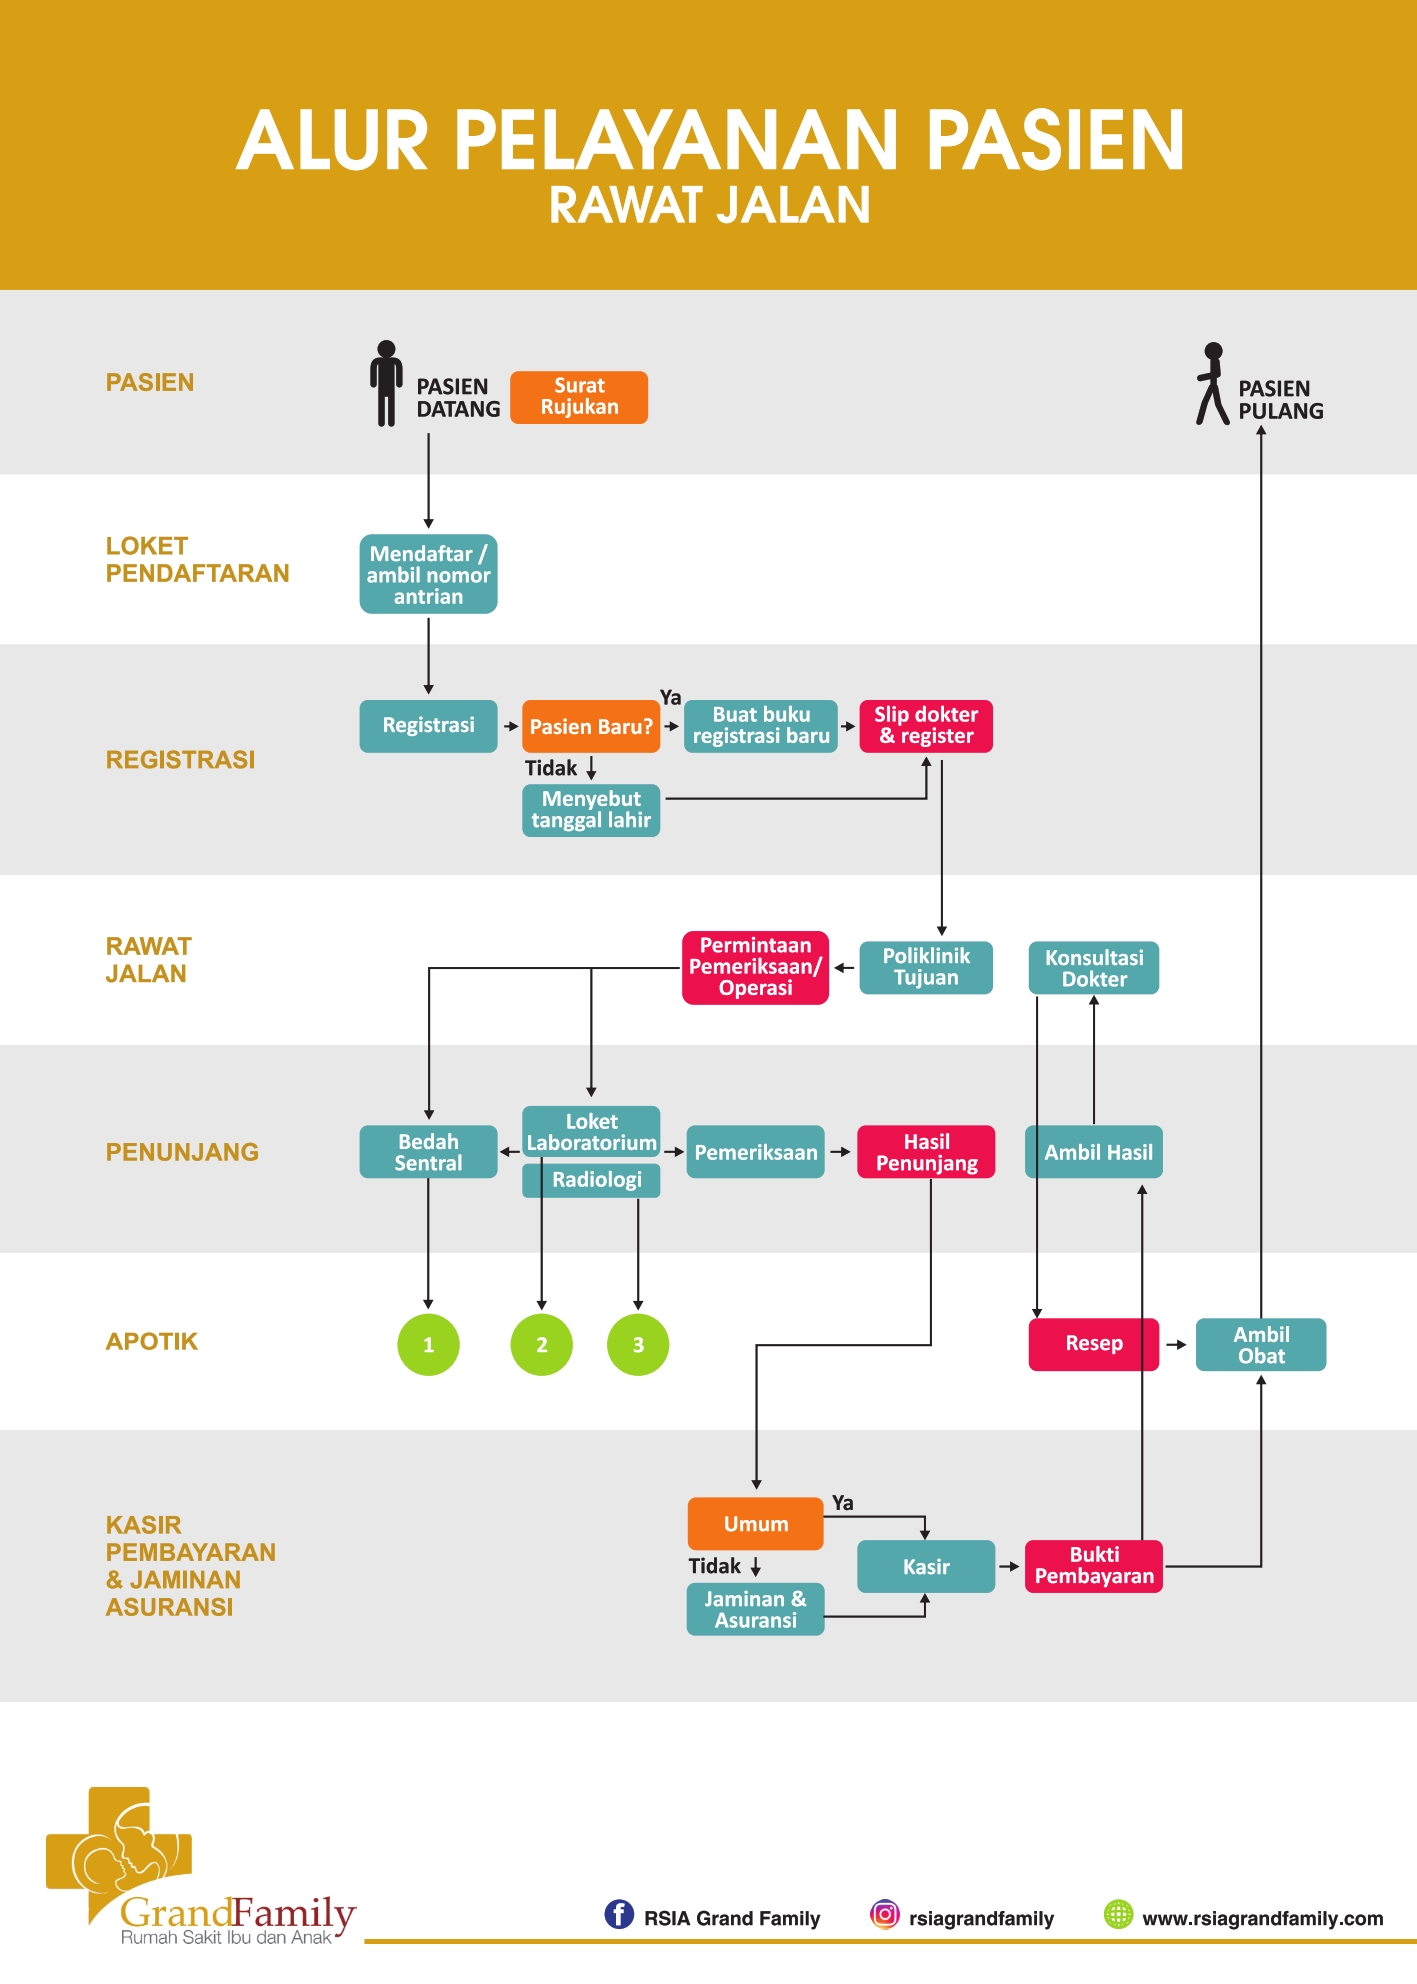 ALUR PELAYANAN PASIEN
RAWAT JALAN
PASIEN
PASIEN
DATANG
Surat
Rujukan
PASIEN
PULANG
LOKET
PENDAFTARAN
Mendaftar /
ambil nomor
antrian
REGISTRASI
Registrasi
Pasien Baru?
Ya
Buat buku
registrasi baru
Slip dokter
& register
Tidak
Menyebut
tanggal lahir
RAWAT
JALAN
Permintaan
Pemeriksaan/
Operasi
Poliklinik
Tujuan
Konsultasi
Dokter
PENUNJANG
Bedah
Sentral
Loket
Laboratorium
Radiologi
Pemeriksaan
Hasil
Penunjang
Ambil Hasil
APOTIK
1
2
3
Resep
Ambil
Obat
KASIR
PEMBAYARAN
& JAMINAN
ASURANSI
Umum
Ya
Tidak
Jaminan &
Asuransi
Kasir
Bukti
Pembayaran
GrandFamily
Rumah Sakit Ibu dan Anak
RSIA Grand Family
rsiagrandfamily
www.rsiagrandfamily.com